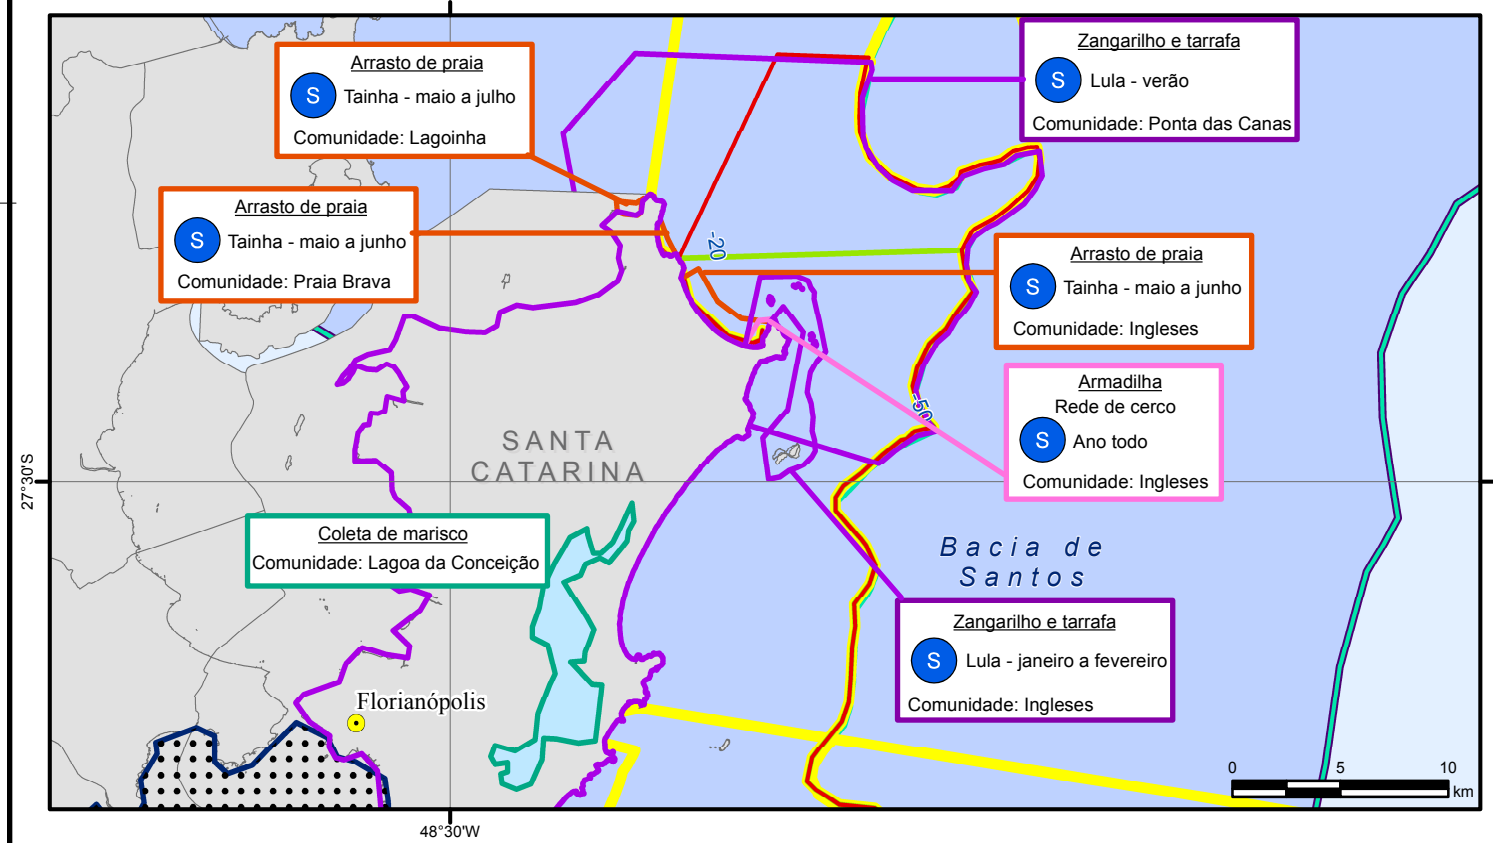 Arrasto de praia
S
Tainha - maio a julho
Comunidade: Lagoinha
Zangarilho e tarrafa
S
Lula - verão
Comunidade: Ponta das Canas
Arrasto de praia
S
Tainha - maio a junho
Comunidade: Praia Brava
-20
Arrasto de praia
S
Tainha - maio a junho
Comunidade: Ingleses
Armadilha
Rede de cerco
S
Ano todo
Comunidade: Ingleses
-50
SANTA
CATARINA
27°30'S
Coleta de marisco
Comunidade: Lagoa da Conceição
Bacia de
Santos
Zangarilho e tarrafa
S
Lula - janeiro a fevereiro
Comunidade: Ingleses
Florianópolis
0 5 10
km
48°30'W